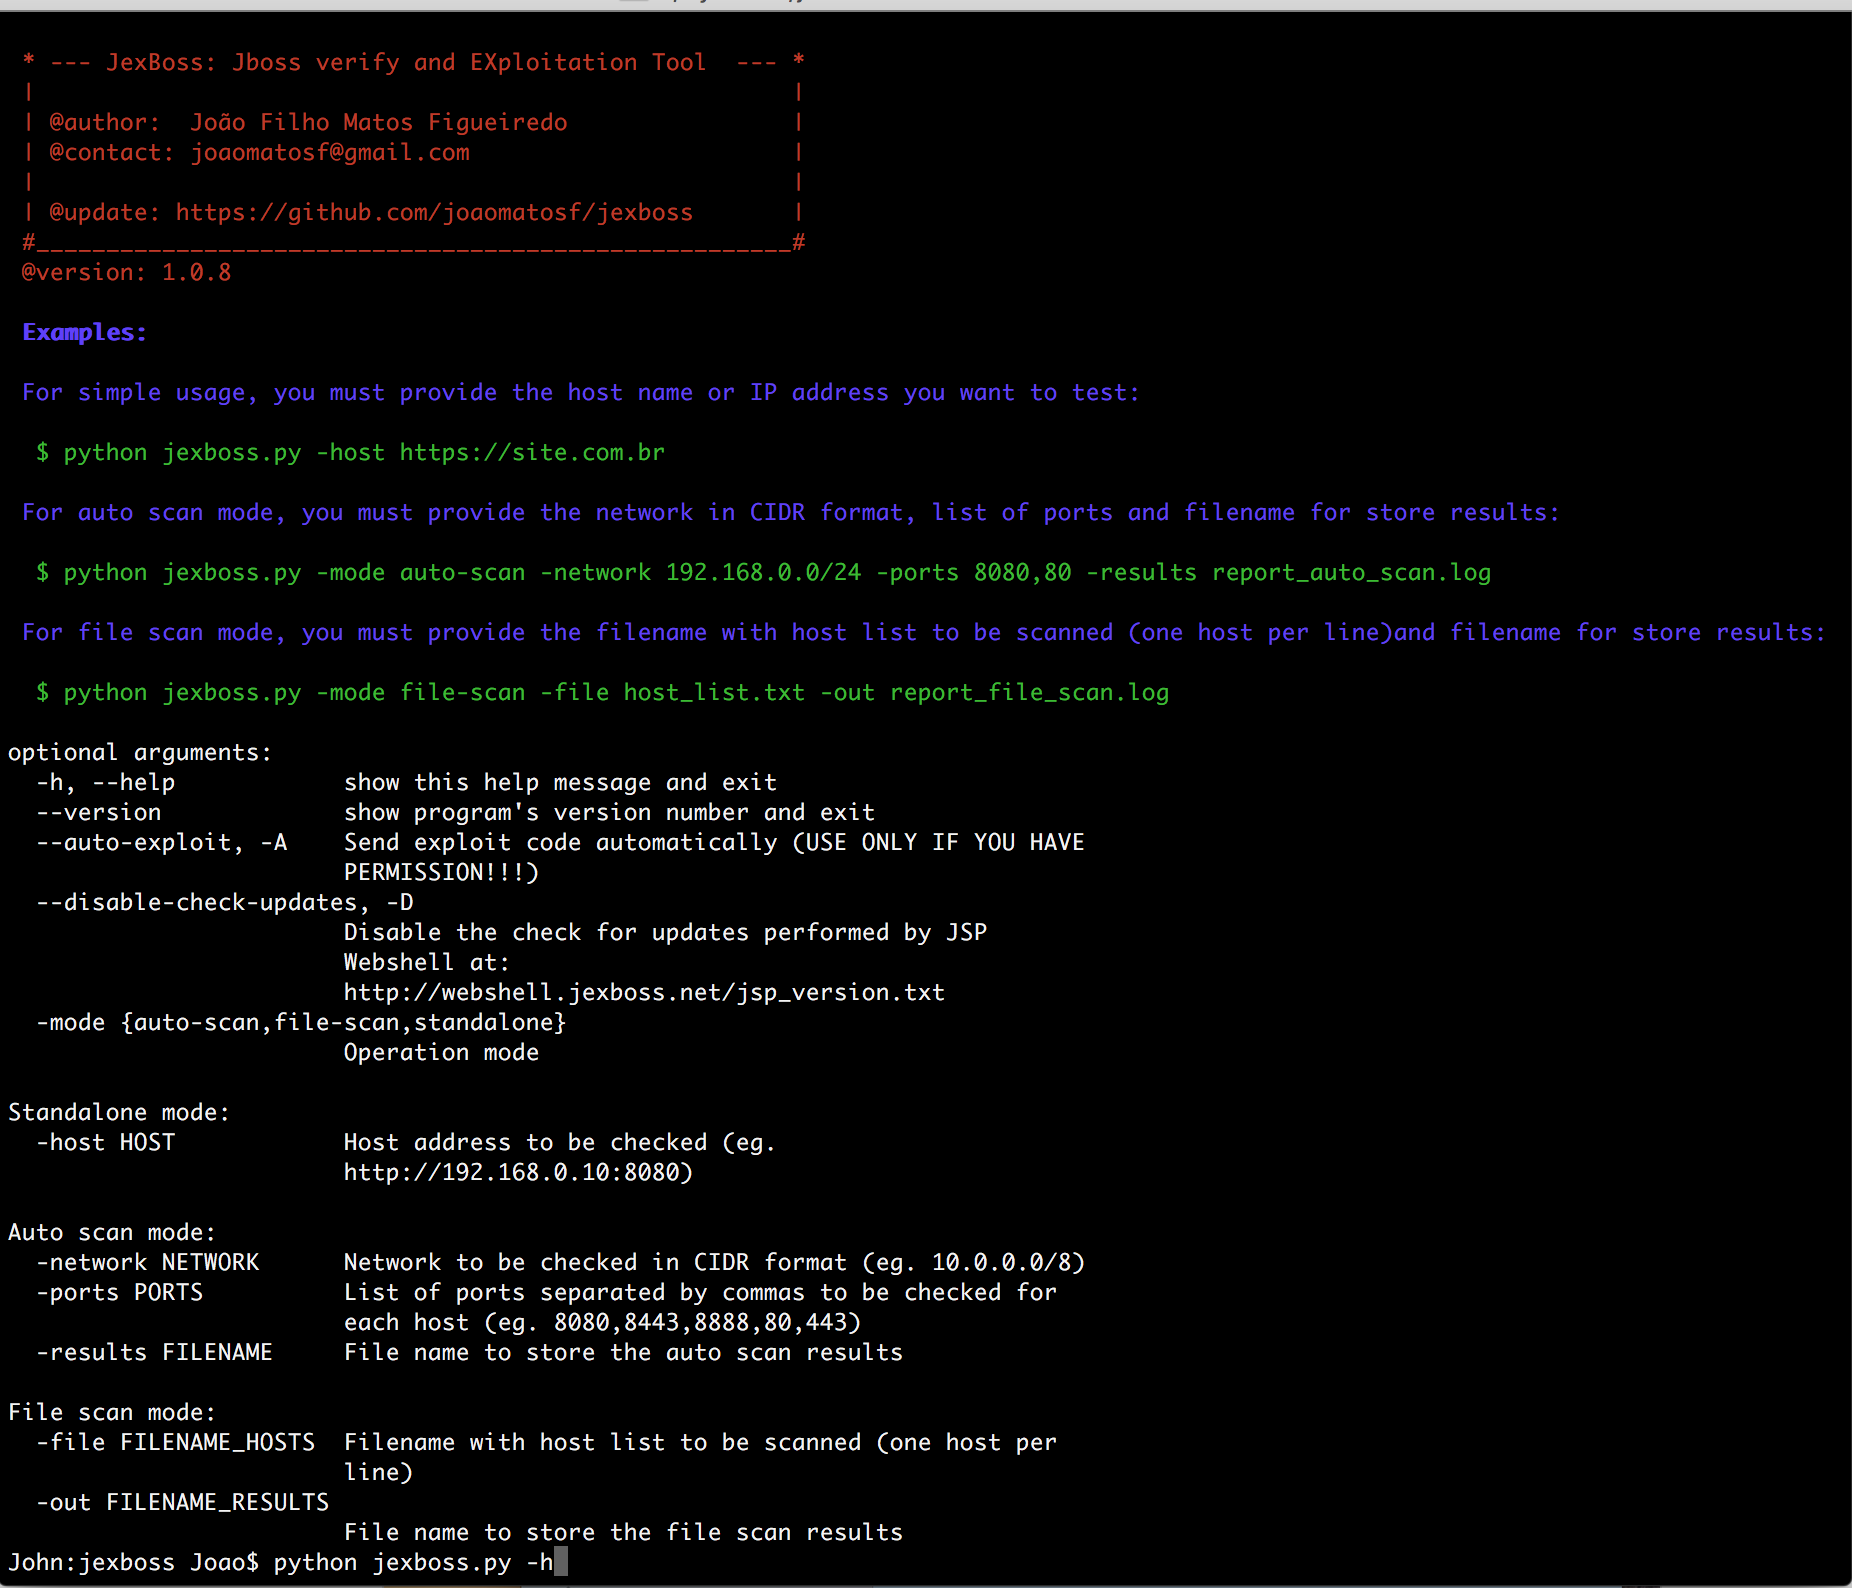 * --- JexBoss: Jboss verify and EXploitation Tool  --- *
|                                                      |
| @author:  João Filho Matos Figueiredo                |
| @contact: joaomatosf@gmail.com                       |
|                                                      |
| @update: https://github.com/joaomatosf/jexboss       |
#______________________________________________________#
@version: 1.0.8
Examples:
For simple usage, you must provide the host name or IP address you want to test:
$ python jexboss.py -host https://site.com.br
For auto scan mode, you must provide the network in CIDR format, list of ports and filename for store results:
$ python jexboss.py -mode auto-scan -network 192.168.0.0/24 -ports 8080,80 -results report_auto_scan.log
For file scan mode, you must provide the filename with host list to be scanned (one host per line)and filename for store results:
$ python jexboss.py -mode file-scan -file host_list.txt -out report_file_scan.log
optional arguments:
  -h, --help            show this help message and exit
  --version             show program's version number and exit
  --auto-exploit, -A    Send exploit code automatically (USE ONLY IF YOU HAVE
                        PERMISSION!!!)
  --disable-check-updates, -D
                        Disable the check for updates performed by JSP
                        Webshell at:
                        http://webshell.jexboss.net/jsp_version.txt
  -mode {auto-scan,file-scan,standalone}
                        Operation mode
Standalone mode:
  -host HOST            Host address to be checked (eg.
                        http://192.168.0.10:8080)
Auto scan mode:
  -network NETWORK      Network to be checked in CIDR format (eg. 10.0.0.0/8)
  -ports PORTS          List of ports separated by commas to be checked for
                        each host (eg. 8080,8443,8888,80,443)
  -results FILENAME     File name to store the auto scan results
File scan mode:
  -file FILENAME_HOSTS  Filename with host list to be scanned (one host per
                        line)
  -out FILENAME_RESULTS
                        File name to store the file scan results
John:jexboss Joao$ python jexboss.py -h